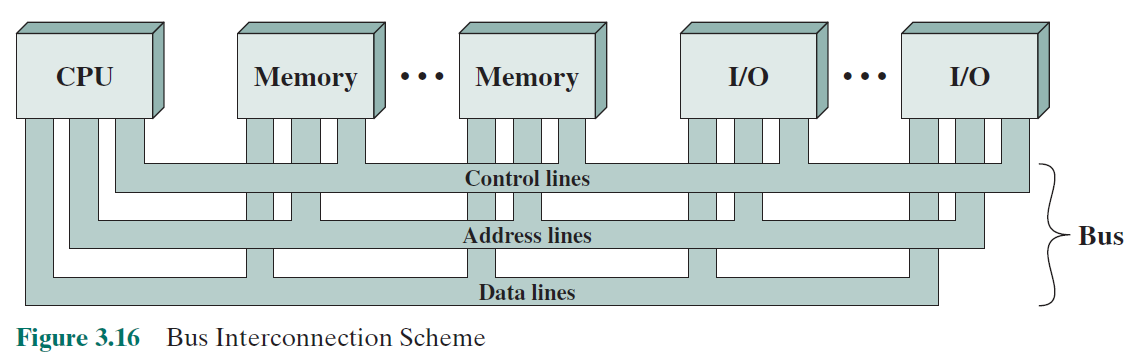 CPU Memory • • • Memory I/O • • • I/O
Control lines
Address lines
Bus
Data lines
Figure 3.16 Bus Interconnection Scheme